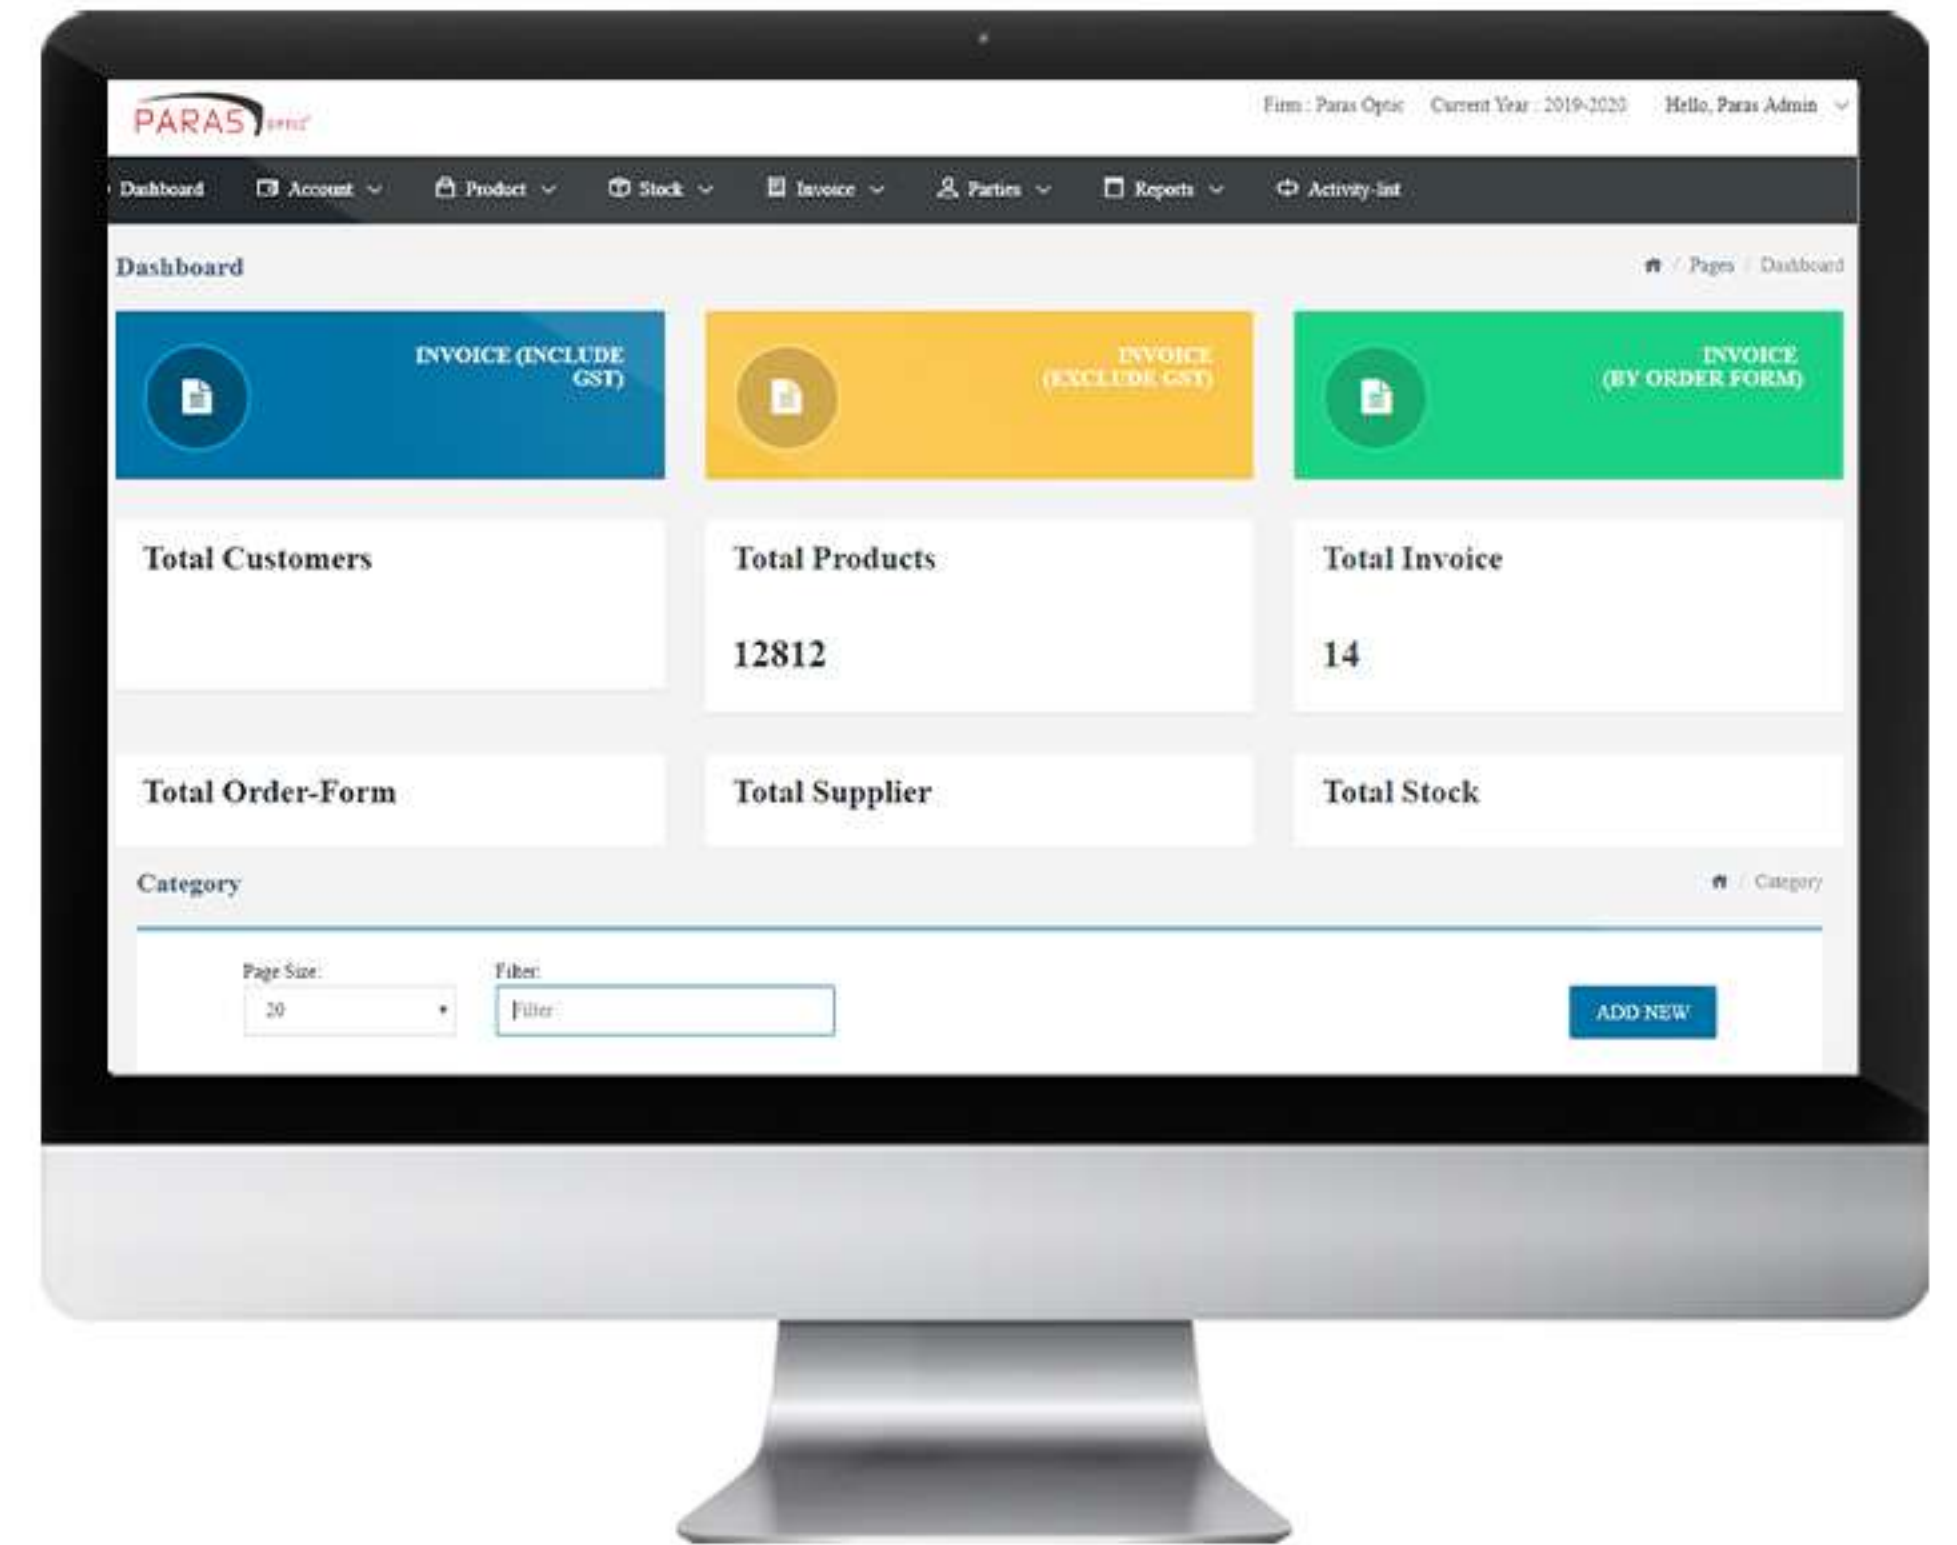 PARAS
Firm : Paras Optic Current Year : 2019-2020 Hello, Paras Admin
Dashboard Account Product Stock Invoice Parties Reports Activity-list
Dashboard
/ Pages / Dashboard
INVOICE (INCLUDE
GST)
INVOICE
(EXCLUDE GST)
INVOICE
(BY ORDER FORM)
Total Customers
Total Products
12812
Total Invoice
14
Total Order-Form
Total Supplier
Total Stock
Category
/ Category
Page Size:
20
Filter:
Filter
ADD NEW